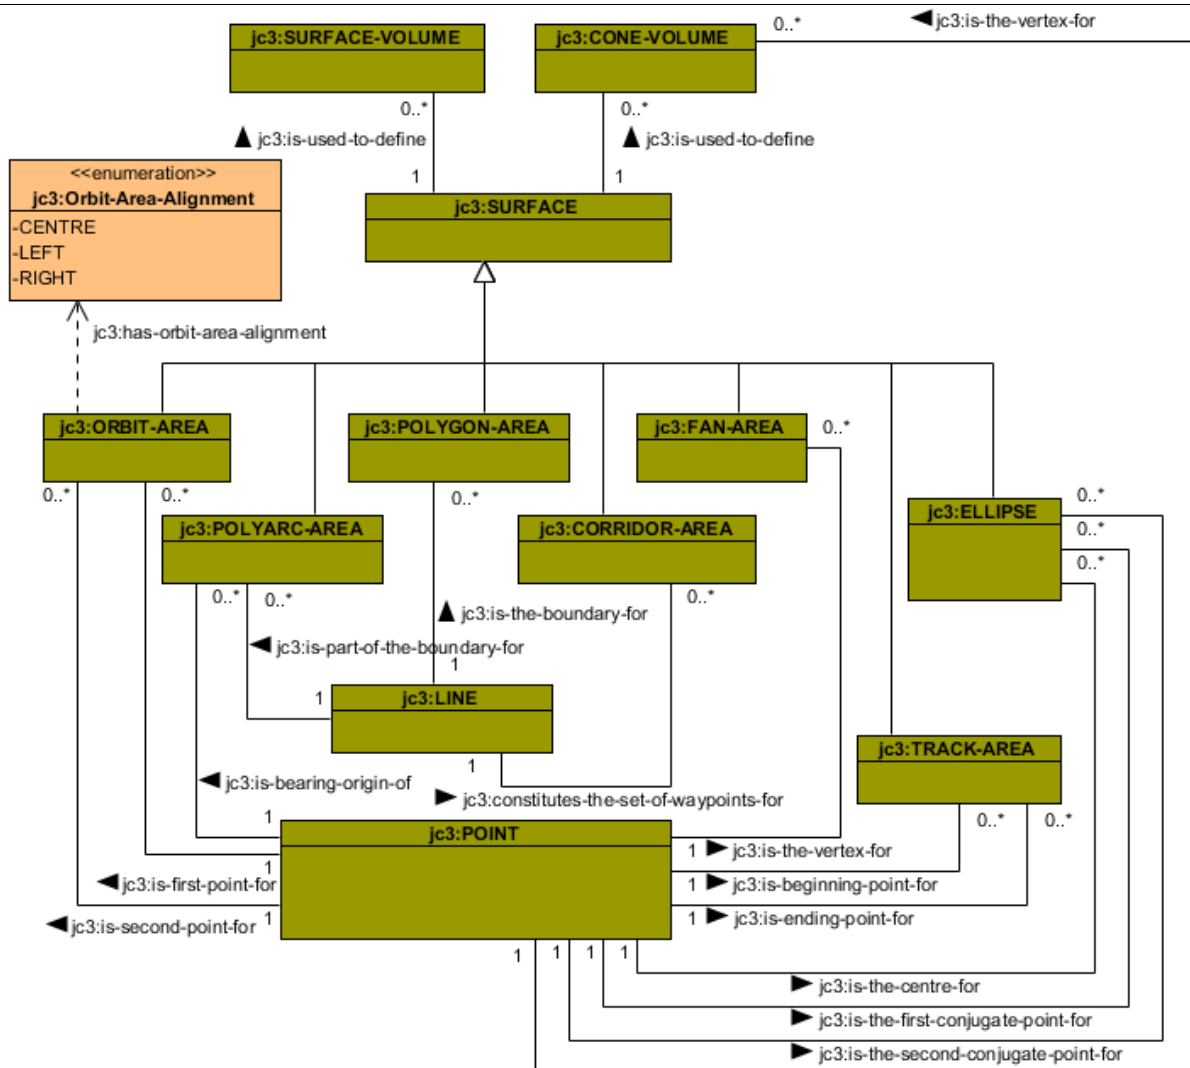 jc3:SURFACE-VOLUME
jc3:CONE-VOLUME
0..*
jc3:is-the-vertex-for
0..*
0..*
jc3:is-used-to-define
jc3:is-used-to-define
1
1
<<enumeration>>
jc3:Orbit-Area-Alignment
-CENTRE
-LEFT
-RIGHT
jc3:SURFACE
jc3:has-orbit-area-alignment
jc3:ORBIT-AREA
jc3:POLYGON-AREA
jc3:FAN-AREA
0..*
0..*
0..*
0..*
jc3:POLYARC-AREA
jc3:CORRIDOR-AREA
jc3:ELLIPSE
0..*
0..*
0..*
0..*
0..*
0..*
jc3:is-the-boundary-for
jc3:is-part-of-the-boundary-for
1
1
jc3:LINE
1
jc3:TRACK-AREA
jc3:is-bearing-origin-of
jc3:constitutes-the-set-of-waypoints-for
0..*
0..*
1
jc3:POINT
1
jc3:is-the-vertex-for
1
jc3:is-first-point-for
1
jc3:is-beginning-point-for
1
jc3:is-second-point-for
1
jc3:is-ending-point-for
1
1
1
1
jc3:is-the-centre-for
jc3:is-the-first-conjugate-point-for
jc3:is-the-second-conjugate-point-for